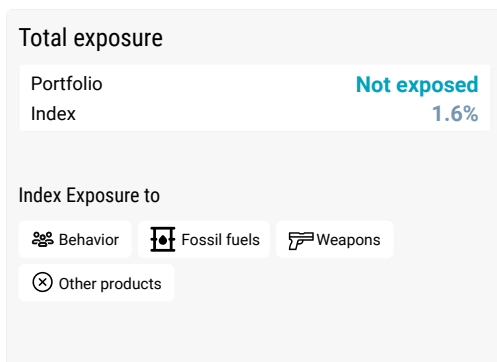 Total exposure
Portfolio Not exposed
Index 1.6%
Index Exposure to
Behavior Fossil fuels Weapons
Other products